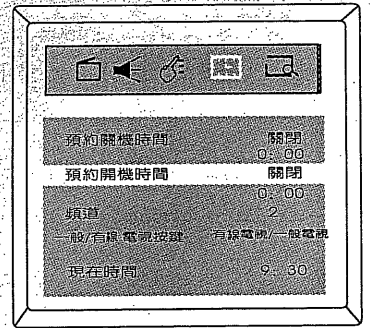 預約關機時間 關閉
0:00
預約開機時間 關閉
0:00
頻道 2
一般/有線電視按鍵 有線電視/一般電視
現在時間 9:30